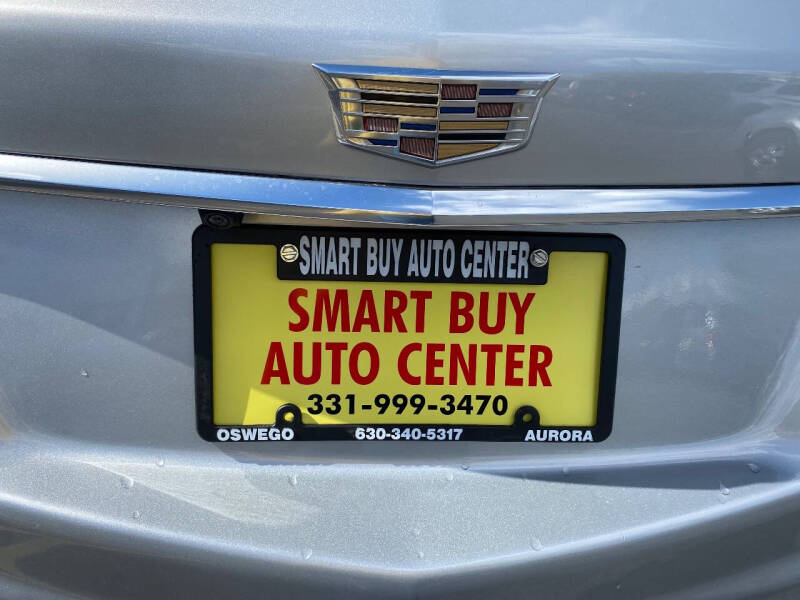 SMART BUY AUTO CENTER
SMART BUY
AUTO CENTER
331-999-3470
OSWEGO 630-340-5317 AURORA